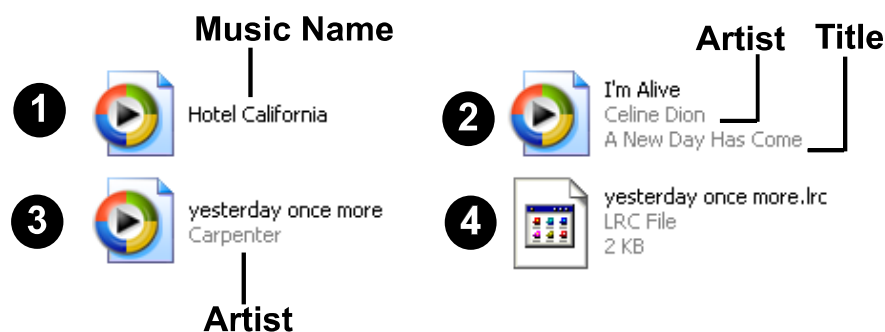 Music Name
Artist Title
1 Hotel California
2 I'm Alive
Celine Dion
A New Day Has Come
3 yesterday once more
Carpenter
4 yesterday once more.lrc
LRC File
2 KB
Artist